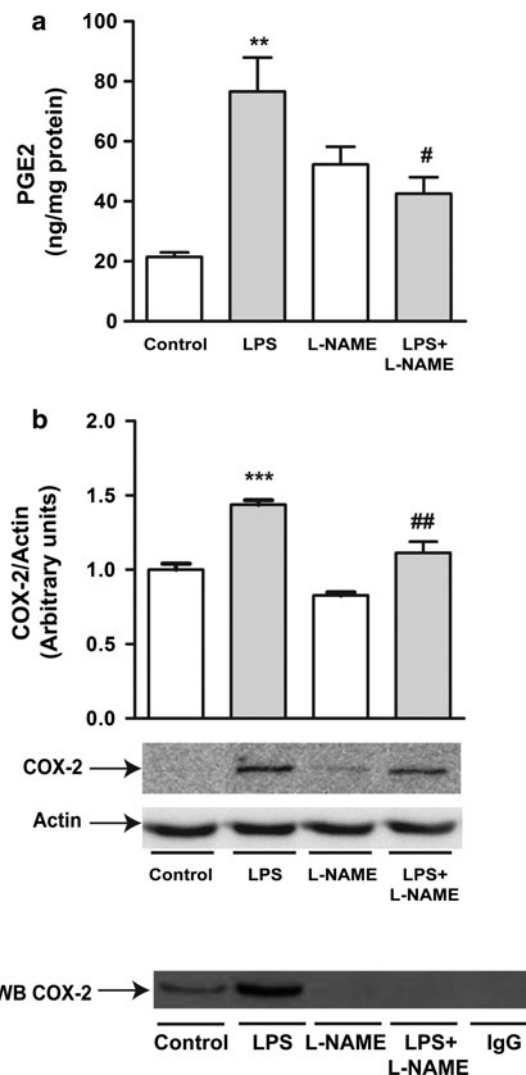 a
PGE2
(ng/mg protein)
100
80
60
40
20
0
**
#
Control LPS L-NAME LPS+
L-NAME
b
COX-2/Actin
(Arbitrary units)
2.0
1.5
1.0
0.5
0.0
***
##
COX-2
Actin
Control LPS L-NAME LPS+
L-NAME
WB COX-2
Control LPS L-NAME LPS+ IgG
L-NAME